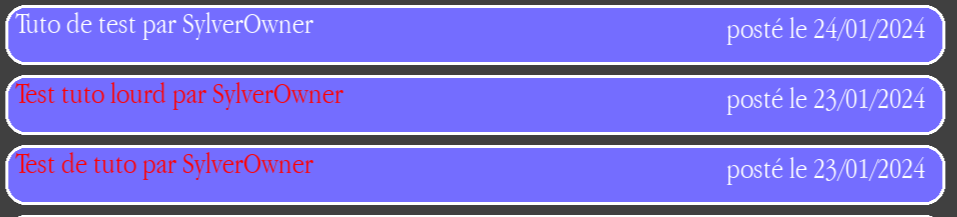 Tuto de test par SylverOwner posté le 24/01/2024
Test tuto lourd par SylverOwner posté le 23/01/2024
Test de tuto par SylverOwner posté le 23/01/2024